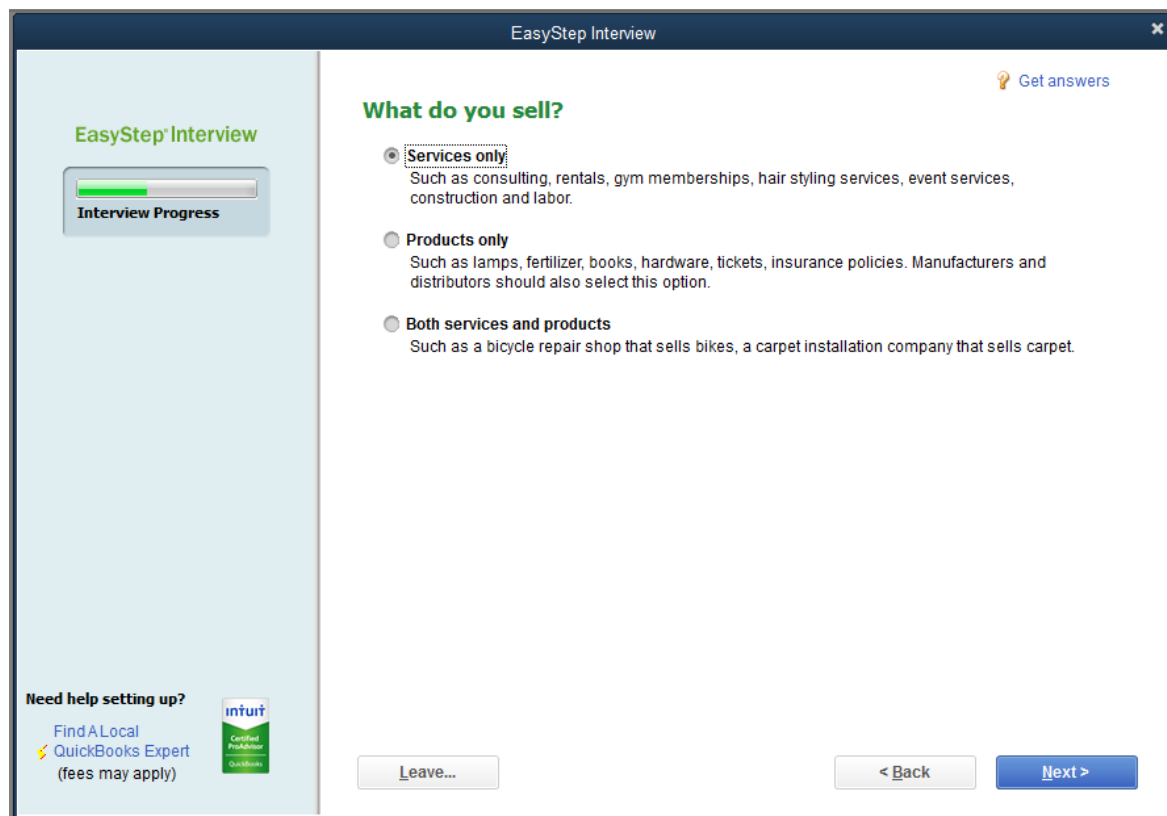 EasyStep Interview
Get answers
What do you sell?
EasyStep® Interview
Interview Progress
Services only
Such as consulting, rentals, gym memberships, hair styling services, event services,
construction and labor.
Products only
Such as lamps, fertilizer, books, hardware, tickets, insurance policies. Manufacturers and
distributors should also select this option.
Both services and products
Such as a bicycle repair shop that sells bikes, a carpet installation company that sells carpet.
Need help setting up?
Find A Local
QuickBooks Expert
(fees may apply)
intuit
Certified
ProAdvisor
QuickBooks
Leave...
< Back
Next >